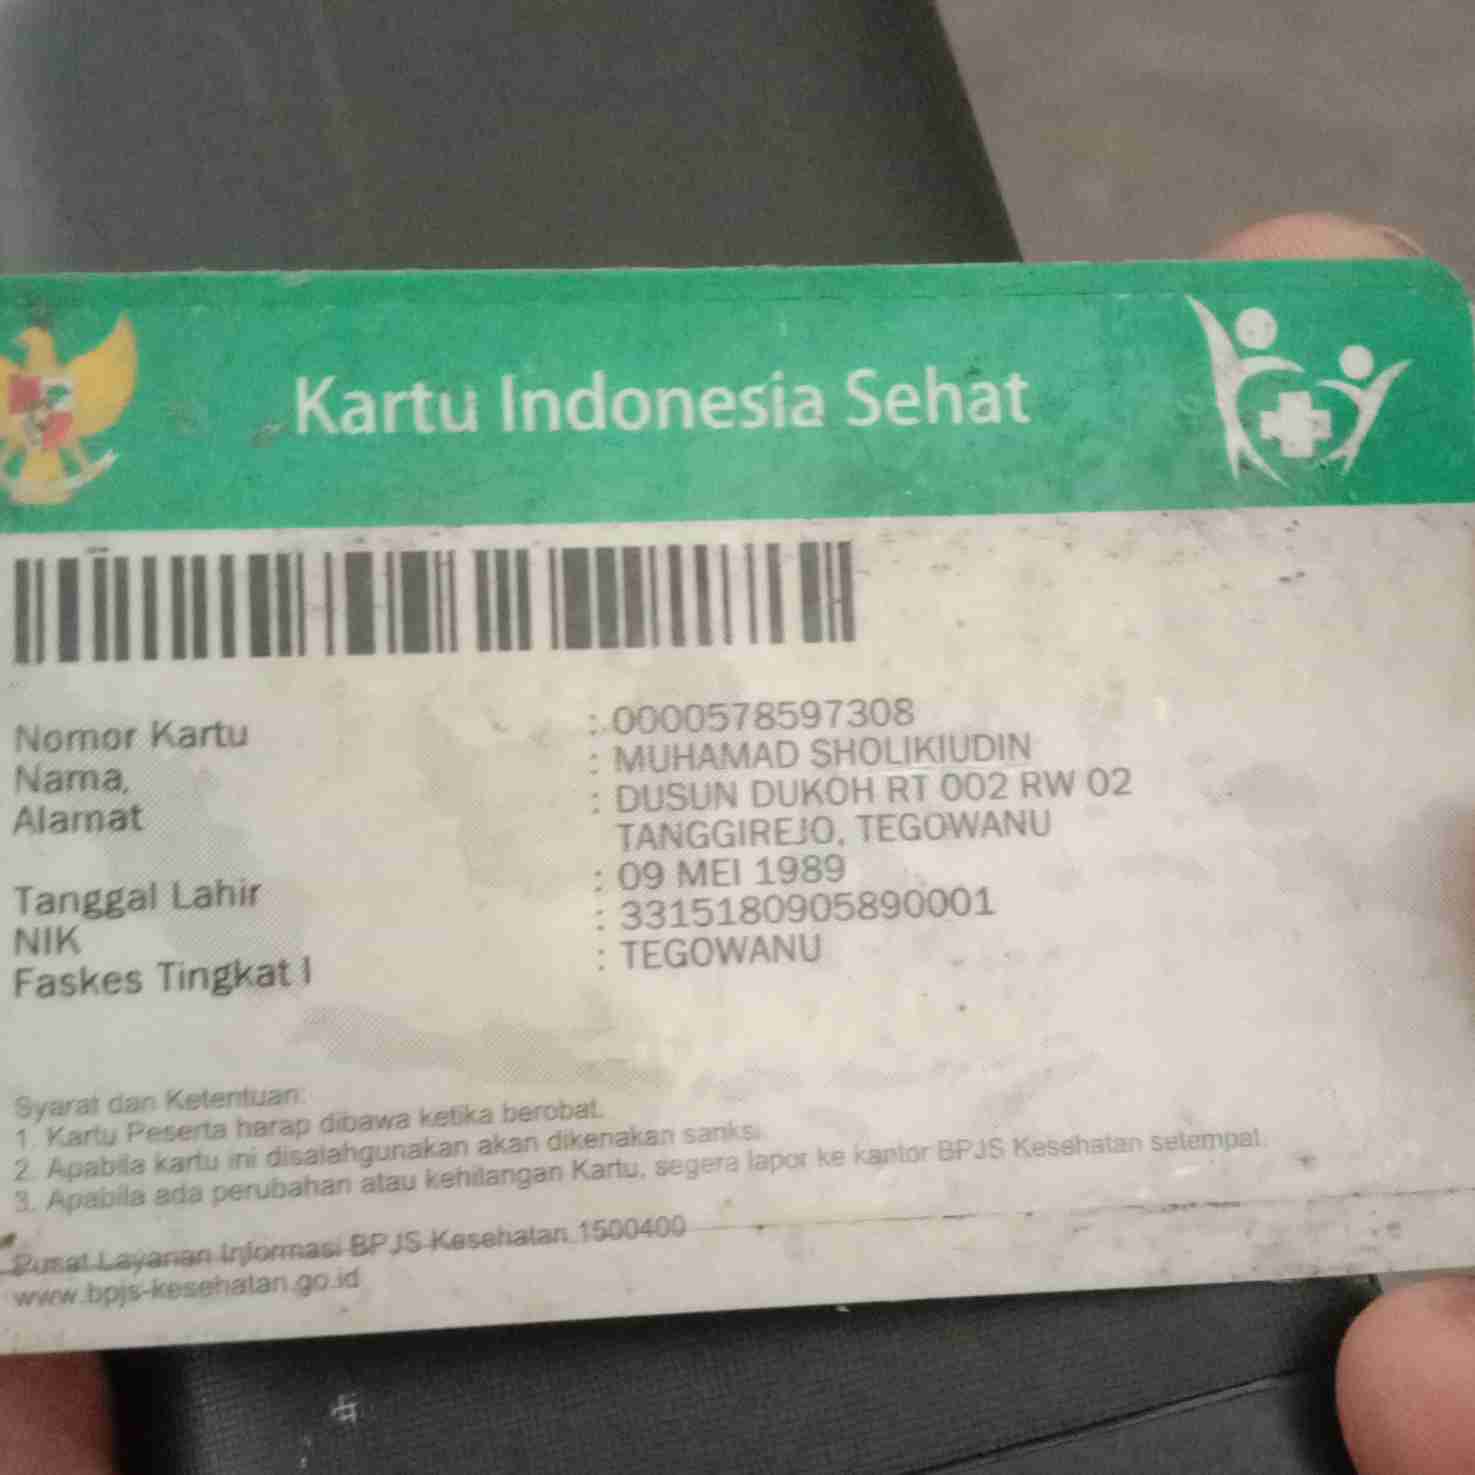 Kartu Indonesia Sehat
Nomor Kartu : 0000578597308
Nama, : MUHAMAD SHOLIKIUDIN
Alamat : DUSUN DUKOH RT 002 RW 02
TANGGIREJO, TEGOWANU
Tanggal Lahir : 09 MEI 1989
NIK : 3315180905890001
Faskes Tingkat I : TEGOWANU
Syarat dan Ketentuan:
1. Kartu Peserta harap dibawa ketika berobat.
2. Apabila kartu ini disalahgunakan akan dikenakan sanksi.
3. Apabila ada perubahan atau kehilangan Kartu, segera lapor ke kantor BPJS Kesehatan setempat.
Pusat Layanan Informasi BPJS Kesehatan 1500400
www.bpjs-kesehatan.go.id